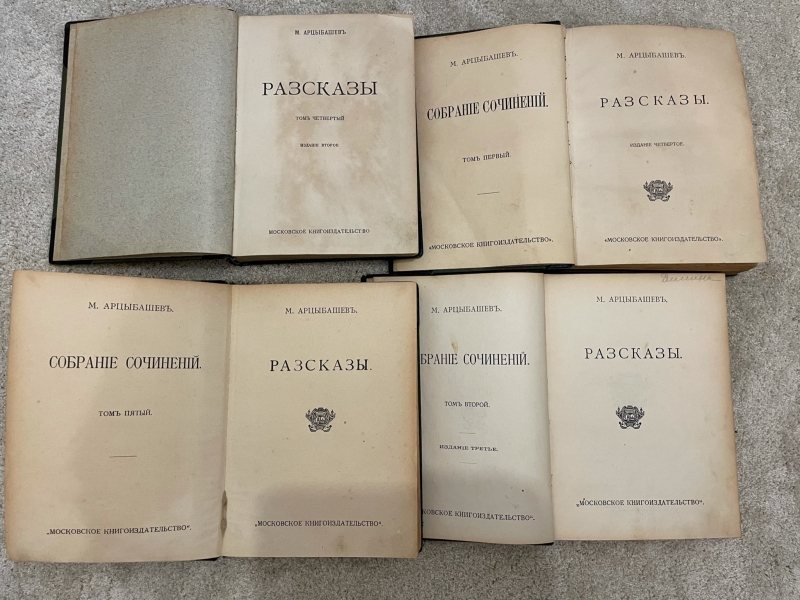 М. АРЦЫБАШЕВЪ
РАЗСКАЗЫ
ТОМЪ ЧЕТВЕРТЫЙ
ИЗДАНІЕ ВТОРОЕ
МОСКОВСКОЕ КНИГОИЗДАТЕЛЬСТВО
М. АРЦЫБАШЕВЪ.
СОБРАНІЕ СОЧИНЕНІЙ.
ТОМЪ ПЕРВЫЙ.
„МОСКОВСКОЕ КНИГОИЗДАТЕЛЬСТВО".
М. АРЦЫБАШЕВЪ.
РАЗСКАЗЫ.
ИЗДАНІЕ ЧЕТВЕРТОЕ.
„МОСКОВСКОЕ КНИГОИЗДАТЕЛЬСТВО".
М. АРЦЫБАШЕВЪ.
СОБРАНІЕ СОЧИНЕНІЙ.
ТОМЪ ПЯТЫЙ.
„МОСКОВСКОЕ КНИГОИЗДАТЕЛЬСТВО".
М. АРЦЫБАШЕВЪ.
РАЗСКАЗЫ.
„МОСКОВСКОЕ КНИГОИЗДАТЕЛЬСТВО".
М. АРЦЫБАШЕВЪ.
БРАНІЕ СОЧИНЕНІЙ.
ТОМЪ ВТОРОЙ.
ИЗДАНІЕ ТРЕТЬЕ.
КОВСКОЕ КНИГОИЗДАТЕЛЬСТВО".
М. АРЦЫБАШЕВЪ.
РАЗСКАЗЫ.
„МОСКОВСКОЕ КНИГОИЗДАТЕЛЬСТВО".